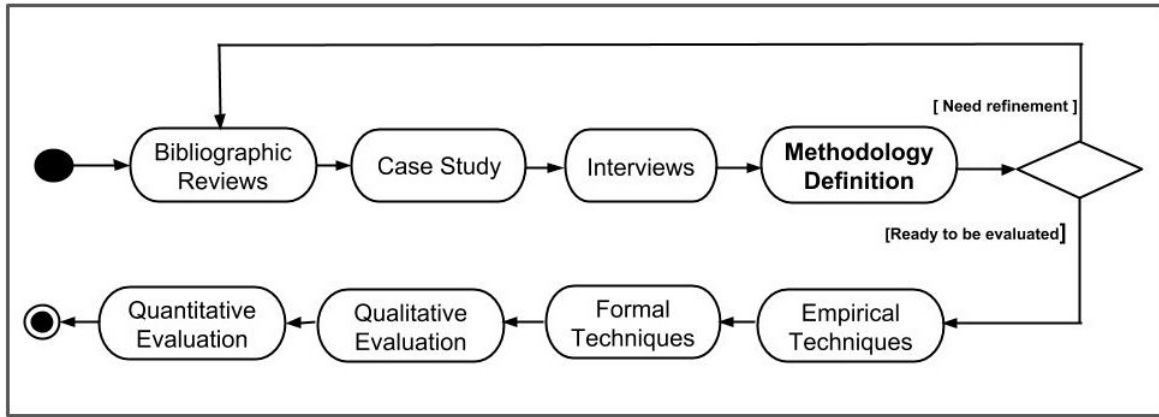 [ Need refinement ]
Bibliographic
Reviews
Case Study
Interviews
Methodology
Definition
[Ready to be evaluated]
Quantitative
Evaluation
Qualitative
Evaluation
Formal
Techniques
Empirical
Techniques